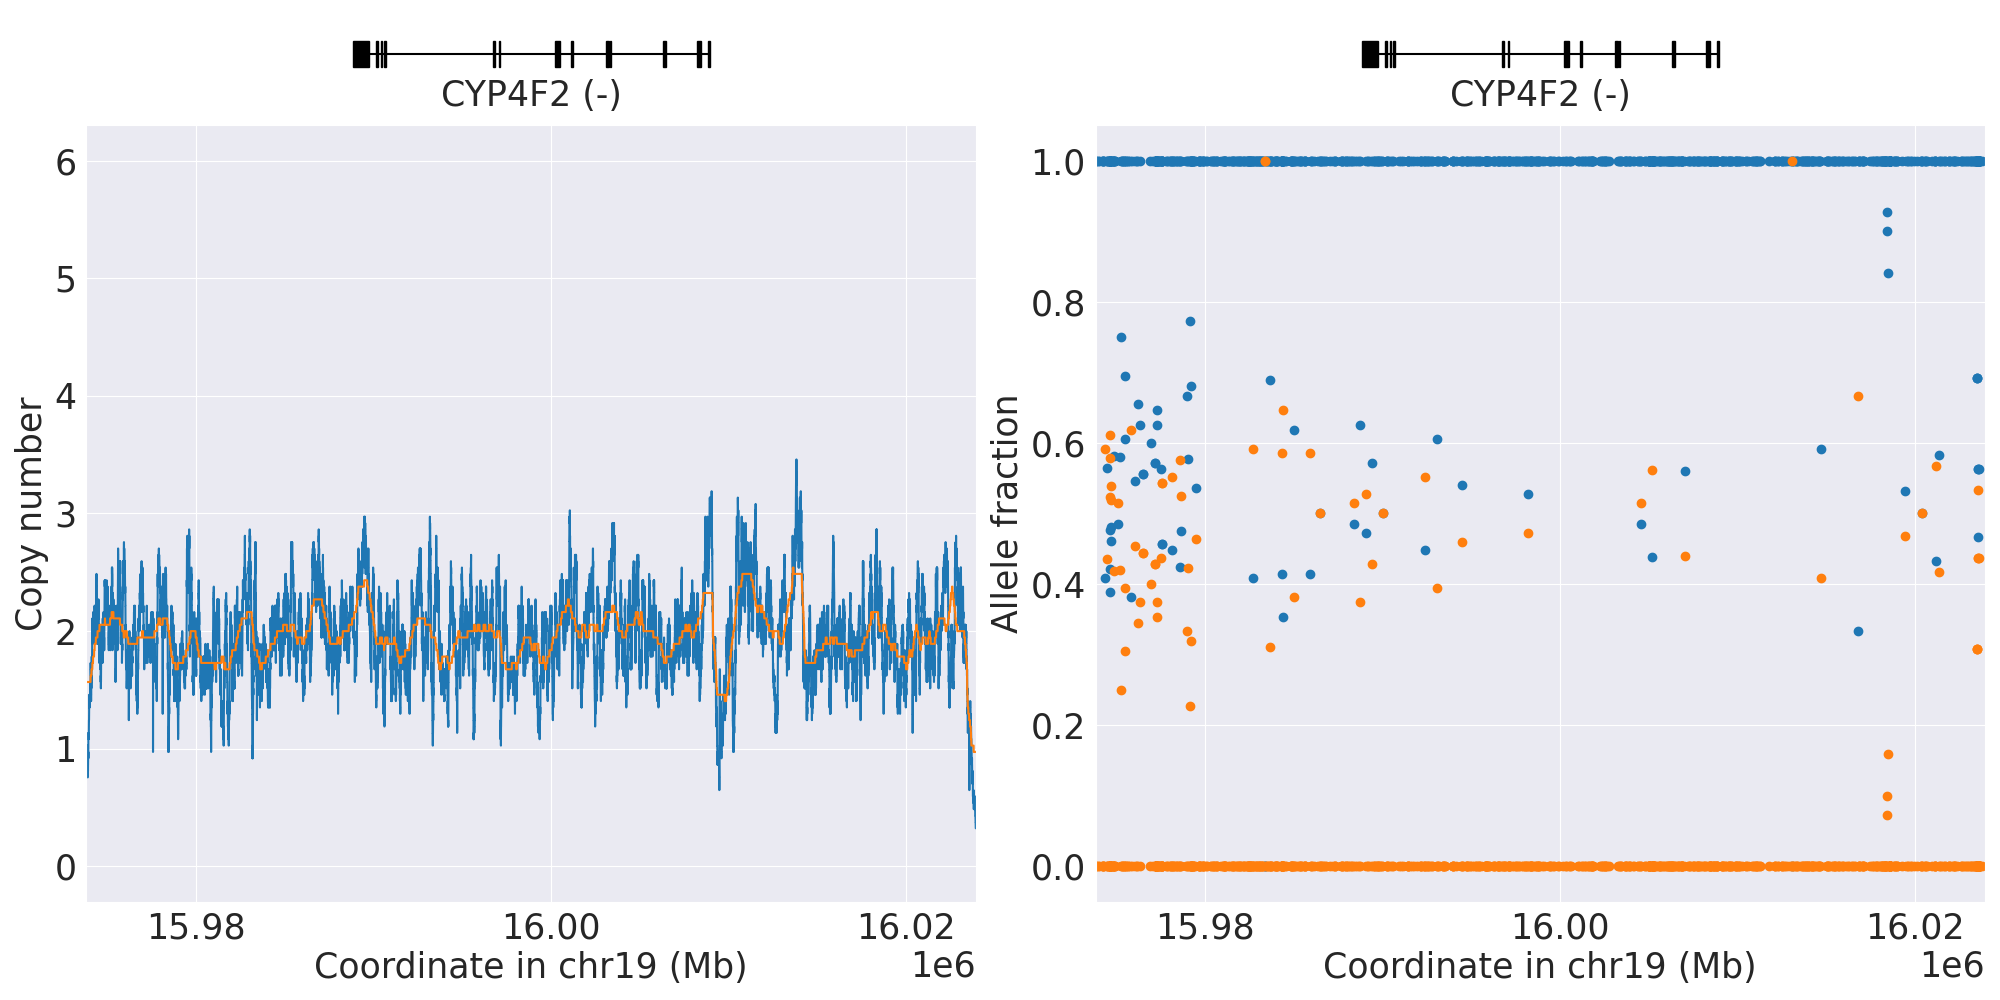 CYP4F2 (-)
6
5
4
3
2
1
0
Copy number
15.98
16.00
16.02
Coordinate in chr19 (Mb)
1e6
CYP4F2 (-)
1.0
0.8
0.6
0.4
0.2
0.0
Allele fraction
15.98
16.00
16.02
Coordinate in chr19 (Mb)
1e6